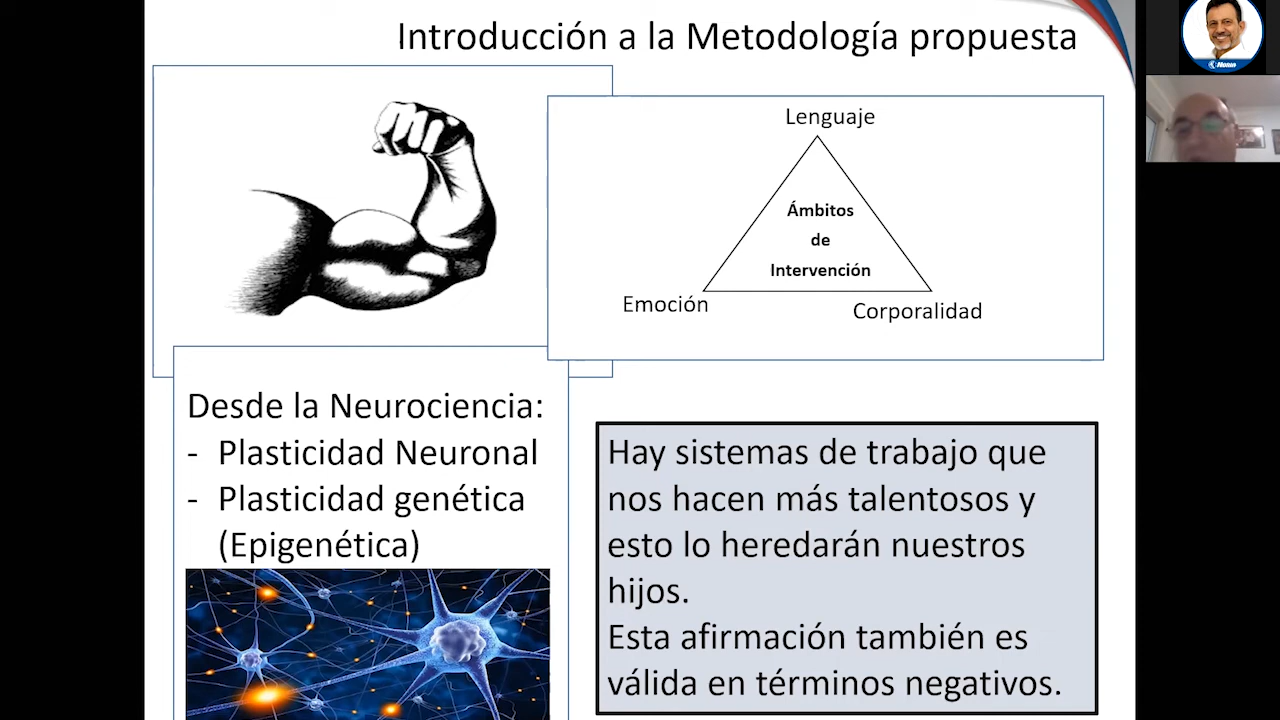 Introducción a la Metodología propuesta
Lenguaje
Ámbitos
de
Intervención
Emoción
Corporalidad
Desde la Neurociencia:
- Plasticidad Neuronal
- Plasticidad genética
(Epigenética)
Hay sistemas de trabajo que
nos hacen más talentosos y
esto lo heredarán nuestros
hijos.
Esta afirmación también es
válida en términos negativos.